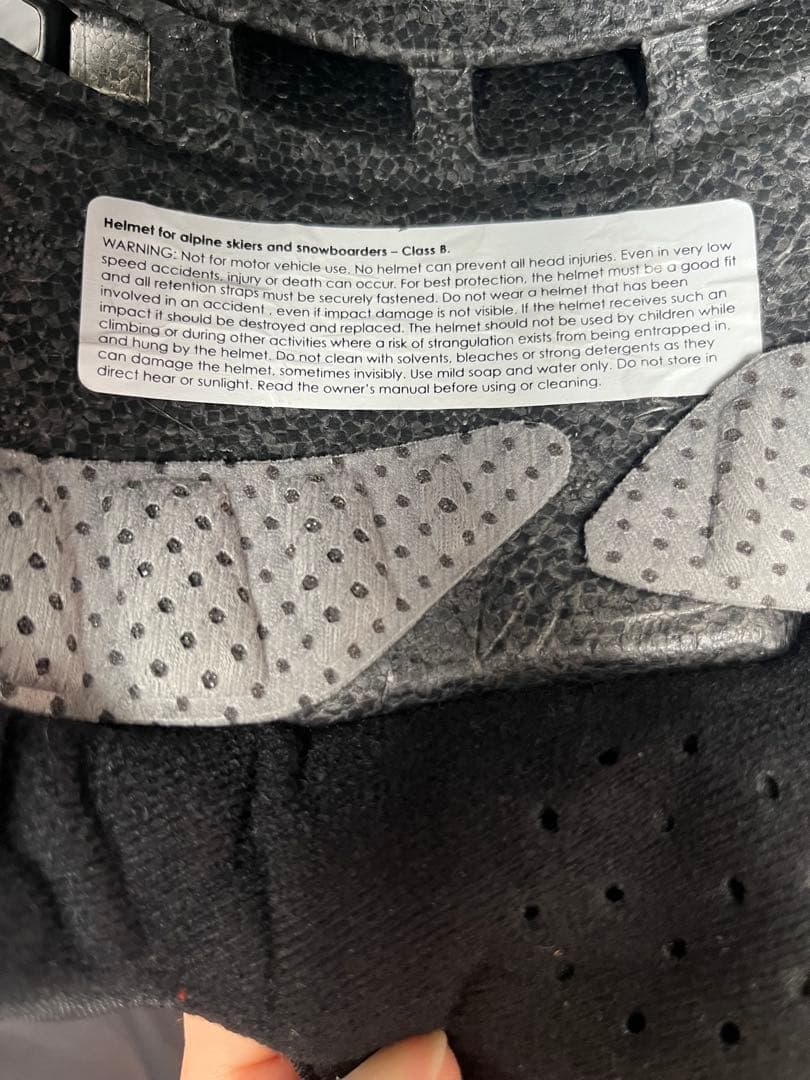 Helmet for alpine skiers and snowboarders – Class B.
WARNING: Not for motor vehicle use. No helmet can prevent all head injuries. Even in very low
speed accidents, injury or death can occur. For best protection, the helmet must be a good fit
and all retention straps must be securely fastened. Do not wear a helmet that has been
involved in an accident , even if impact damage is not visible. If the helmet receives such an
impact it should be destroyed and replaced. The helmet should not be used by children while
climbing or during other activities where a risk of strangulation exists from being entrapped in,
and hung by the helmet. Do not clean with solvents, bleaches or strong detergents as they
can damage the helmet, sometimes invisibly. Use mild soap and water only. Do not store in
direct hear or sunlight. Read the owner's manual before using or cleaning.